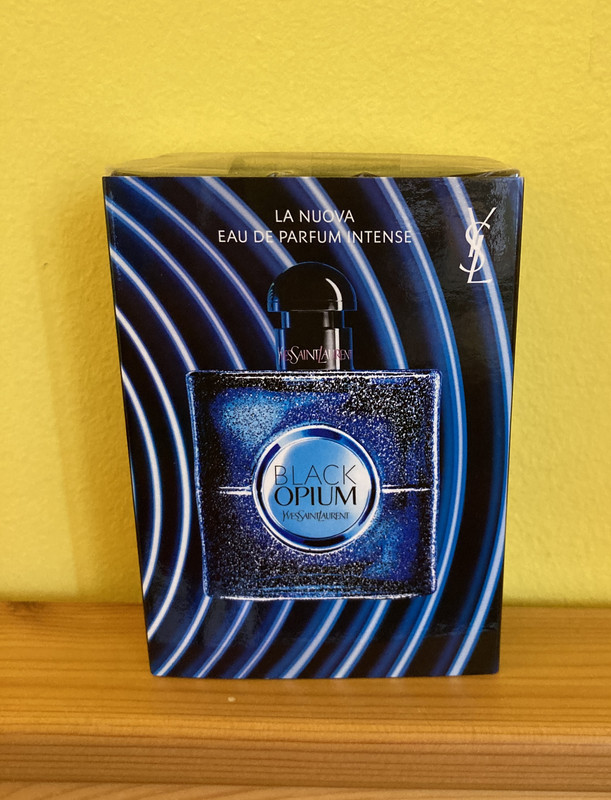 LA NUOVA
EAU DE PARFUM INTENSE
YSL
YVESSAINTLAURENT
BLACK
OPIUM
YVESSAINTLAURENT